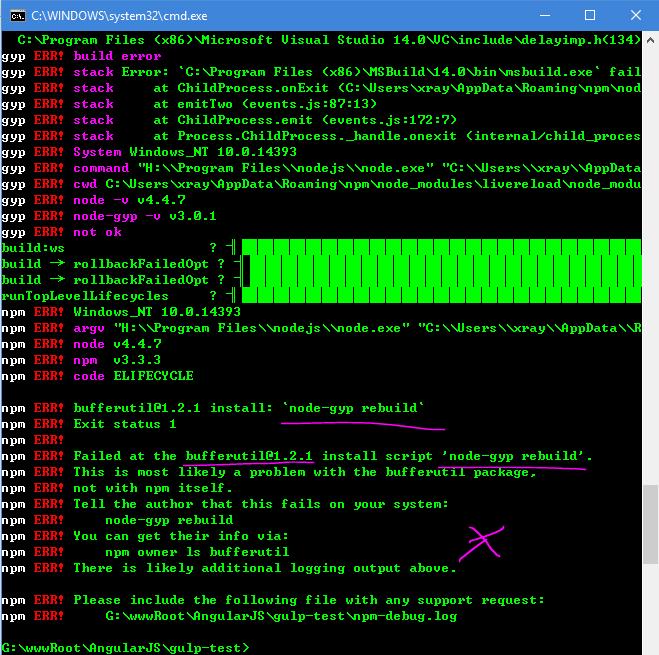 C:\WINDOWS\system32\cmd.exe
C:\Program Files (x86)\Microsoft Visual Studio 14.0\VC\include\delayimp.h(134)
gyp ERR! build error
gyp ERR! stack Error: `C:\Program Files (x86)\MSBuild\14.0\bin\msbuild.exe` fail
gyp ERR! stack     at ChildProcess.onExit (C:\Users\xray\AppData\Roaming\npm\nod
gyp ERR! stack     at emitTwo (events.js:87:13)
gyp ERR! stack     at ChildProcess.emit (events.js:172:7)
gyp ERR! stack     at Process.ChildProcess._handle.onexit (internal/child_proces
gyp ERR! System Windows_NT 10.0.14393
gyp ERR! command "H:\\Program Files\\nodejs\\node.exe" "C:\\Users\\xray\\AppData
gyp ERR! cwd C:\Users\xray\AppData\Roaming\npm\node_modules\livereload\node_modu
gyp ERR! node -v v4.4.7
gyp ERR! node-gyp -v v3.0.1
gyp ERR! not ok
build:ws                  ? ╢
build → rollbackFailedOpt ? ╢
build → rollbackFailedOpt ? ╢
runTopLevelLifecycles     ? ╢
npm ERR! Windows_NT 10.0.14393
npm ERR! argv "H:\\Program Files\\nodejs\\node.exe" "C:\\Users\\xray\\AppData\\R
npm ERR! node v4.4.7
npm ERR! npm  v3.3.3
npm ERR! code ELIFECYCLE
npm ERR! bufferutil@1.2.1 install: `node-gyp rebuild`
npm ERR! Exit status 1
npm ERR!
npm ERR! Failed at the bufferutil@1.2.1 install script 'node-gyp rebuild'.
npm ERR! This is most likely a problem with the bufferutil package,
npm ERR! not with npm itself.
npm ERR! Tell the author that this fails on your system:
npm ERR!     node-gyp rebuild
npm ERR! You can get their info via:
npm ERR!     npm owner ls bufferutil
npm ERR! There is likely additional logging output above.
npm ERR! Please include the following file with any support request:
npm ERR!     G:\wwwRoot\AngularJS\gulp-test\npm-debug.log
G:\wwwRoot\AngularJS\gulp-test>